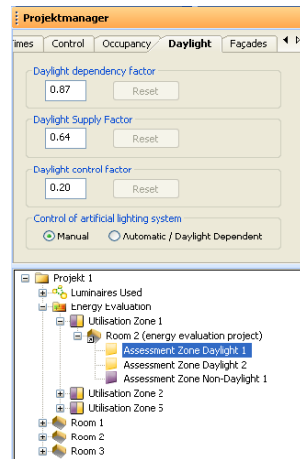 Projektmanager
imes Control Occupancy Daylight Façades
Daylight dependency factor
0.87 Reset
Daylight Supply Factor
0.64 Reset
Daylight control factor
0.20 Reset
Control of artificial lighting system
Manual Automatic / Daylight Dependent
Projekt 1
Luminaires Used
Energy Evaluation
Utilisation Zone 1
Room 2 (energy evaluation project)
Assessment Zone Daylight 1
Assessment Zone Daylight 2
Assessment Zone Non-Daylight 1
Utilisation Zone 2
Utilisation Zone 5
Room 1
Room 2
Room 3